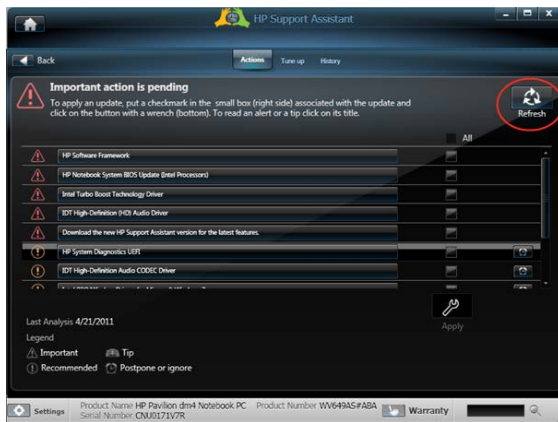 HP Support Assistant
Back
Actions Tune up History
Important action is pending
To apply an update, put a checkmark in the small box (right side) associated with the update and
click on the button with a wrench (bottom). To read an alert or a tip click on its title.
Refresh
All
HP Software Framework
HP Notebook System BIOS Update (Intel Processors)
Intel Turbo Boost Technology Driver
IDT High-Definition (HD) Audio Driver
Download the new HP Support Assistant version for the latest features.
HP System Diagnostics UEFI
IDT High-Definition Audio CODEC Driver
Last Analysis 4/21/2011
Apply
Legend
Important Tip
Recommended Postpone or ignore
Settings
Product Name HP Pavilion dm4 Notebook PC Product Number WV649AS#ABA
Serial Number CNU0171V7R
Warranty